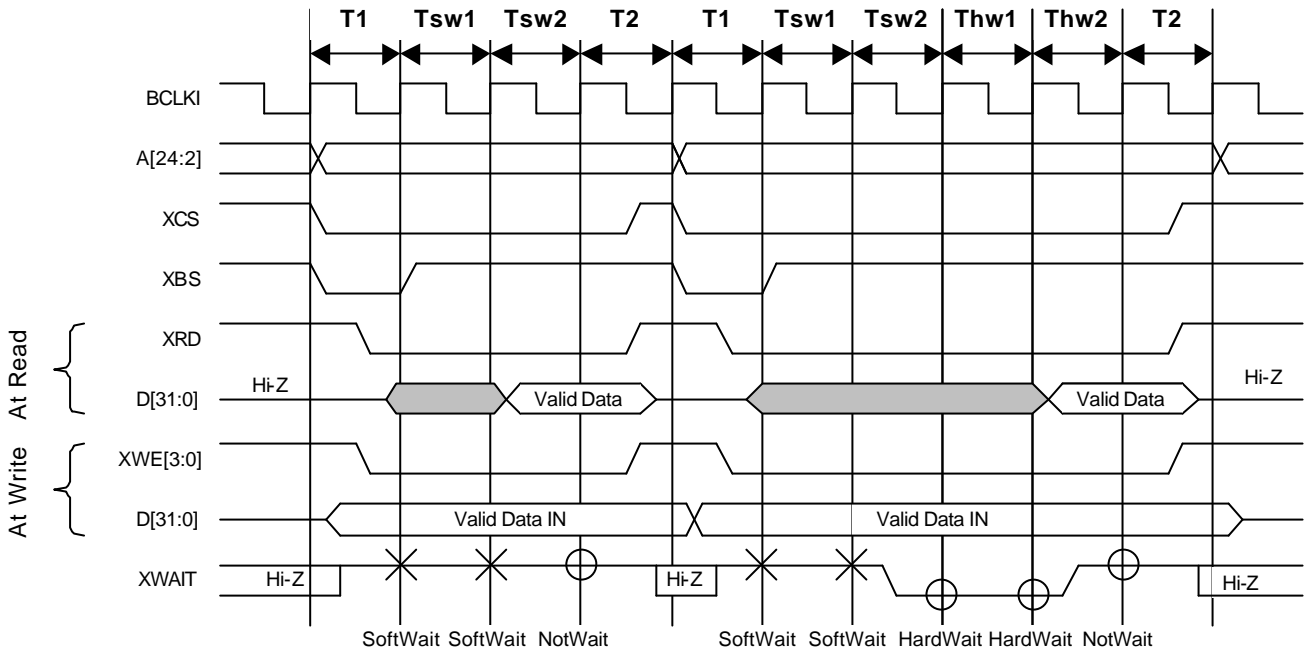 T1 Tsw1 Tsw2 T2 T1 Tsw1 Tsw2 Thw1 Thw2 T2
BCLKI
A[24:2]
XCS
XBS
At Read
XRD
D[31:0] Hi-Z Valid Data Valid Data Hi-Z
At Write
XWE[3:0]
D[31:0] Valid Data IN Valid Data IN
XWAIT Hi-Z Hi-Z Hi-Z
SoftWait SoftWait NotWait SoftWait SoftWait HardWait HardWait NotWait